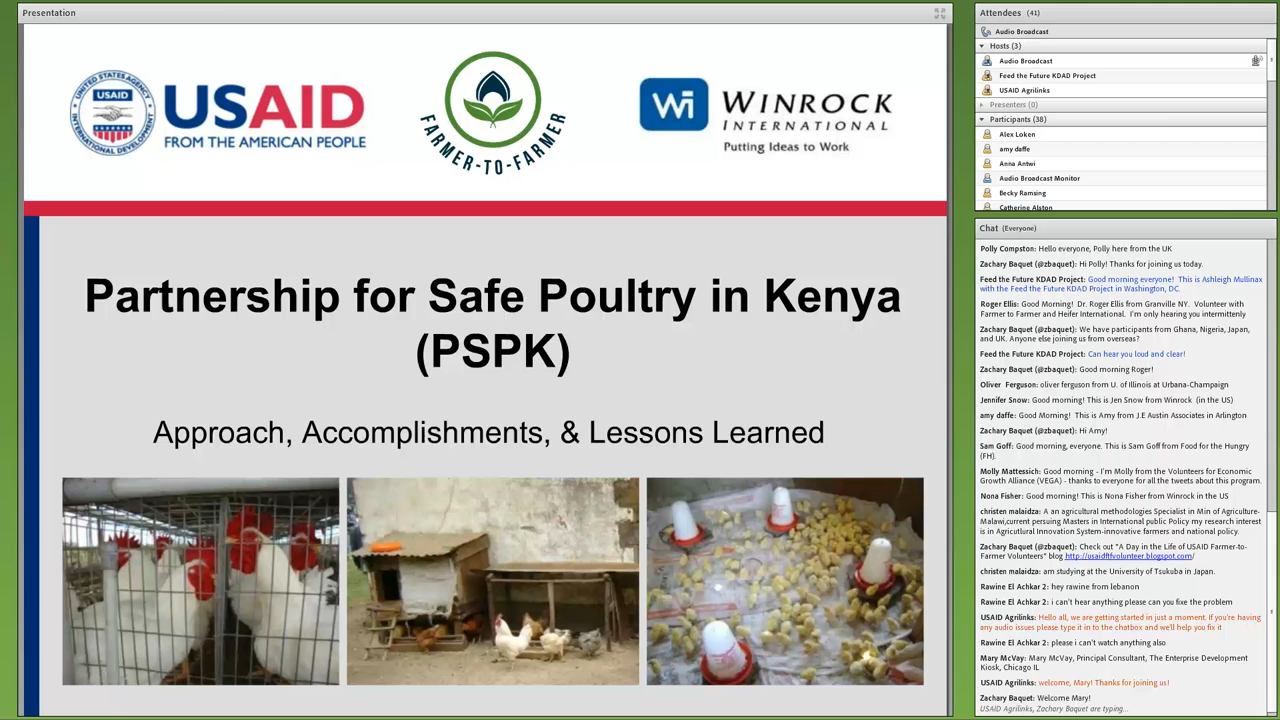 Presentation
UNITED STATES AGENCY
USAID
INTERNATIONAL DEVELOPMENT
USAID
FROM THE AMERICAN PEOPLE
FARMER-TO-FARMER
Wi
WINROCK
INTERNATIONAL
Putting Ideas to Work
Partnership for Safe Poultry in Kenya
(PSPK)
Approach, Accomplishments, & Lessons Learned
Attendees (41)
Audio Broadcast
Hosts (3)
Audio Broadcast
Feed the Future KDAD Project
USAID Agrilinks
Presenters (0)
Participants (38)
Alex Loken
amy daffe
Anna Antwi
Audio Broadcast Monitor
Becky Ramsing
Catherine Alston
Chat (Everyone)
Polly Compston: Hello everyone, Polly here from the UK
Zachary Baquet (@zbaquet): Hi Polly! Thanks for joining us today.
Feed the Future KDAD Project: Good morning everyone! This is Ashleigh Mullinax
with the Feed the Future KDAD Project in Washington, DC.
Roger Ellis: Good Morning! Dr. Roger Ellis from Granville NY. Volunteer with
Farmer to Farmer and Heifer International. I'm only hearing you intermittenly
Zachary Baquet (@zbaquet): We have participants from Ghana, Nigeria, Japan,
and UK. Anyone else joining us from overseas?
Feed the Future KDAD Project: Can hear you loud and clear!
Zachary Baquet (@zbaquet): Good morning Roger!
Oliver Ferguson: oliver ferguson from U. of Illinois at Urbana-Champaign
Jennifer Snow: Good morning! This is Jen Snow from Winrock (in the US)
amy daffe: Good Morning! This is Amy from J.E Austin Associates in Arlington
Zachary Baquet (@zbaquet): Hi Amy!
Sam Goff: Good morning, everyone. This is Sam Goff from Food for the Hungry
(FH).
Molly Mattessich: Good morning - I'm Molly from the Volunteers for Economic
Growth Alliance (VEGA) - thanks to everyone for all the tweets about this program.
Nona Fisher: Good morning! This is Nona Fisher from Winrock in the US
christen malaidza: A an agricultural methodologies Specialist in Min of Agriculture-
Malawi,current persuing Masters in International public Policy my research interest
is in Agricultural Innovation System-innovative farmers and national policy.
Zachary Baquet (@zbaquet): Check out "A Day in the Life of USAID Farmer-to-
Farmer Volunteers" blog http://usaidftfvolunteer.blogspot.com/
christen malaidza: am studying at the University of Tsukuba in Japan.
Rawine El Achkar 2: hey rawine from lebanon
Rawine El Achkar 2: i can't hear anything please can you fixe the problem
USAID Agrilinks: Hello all, we are getting started in just a moment. If you're having
any audio issues please type it in to the chatbox and we'll help you fix it
Rawine El Achkar 2: please i can't watch anything also
Mary McVay: Mary McVay, Principal Consultant, The Enterprise Development
Kiosk, Chicago IL
USAID Agrilinks: welcome, Mary! Thanks for joining us!
Zachary Baquet: Welcome Mary!
USAID Agrilinks, Zachary Baquet are typing...